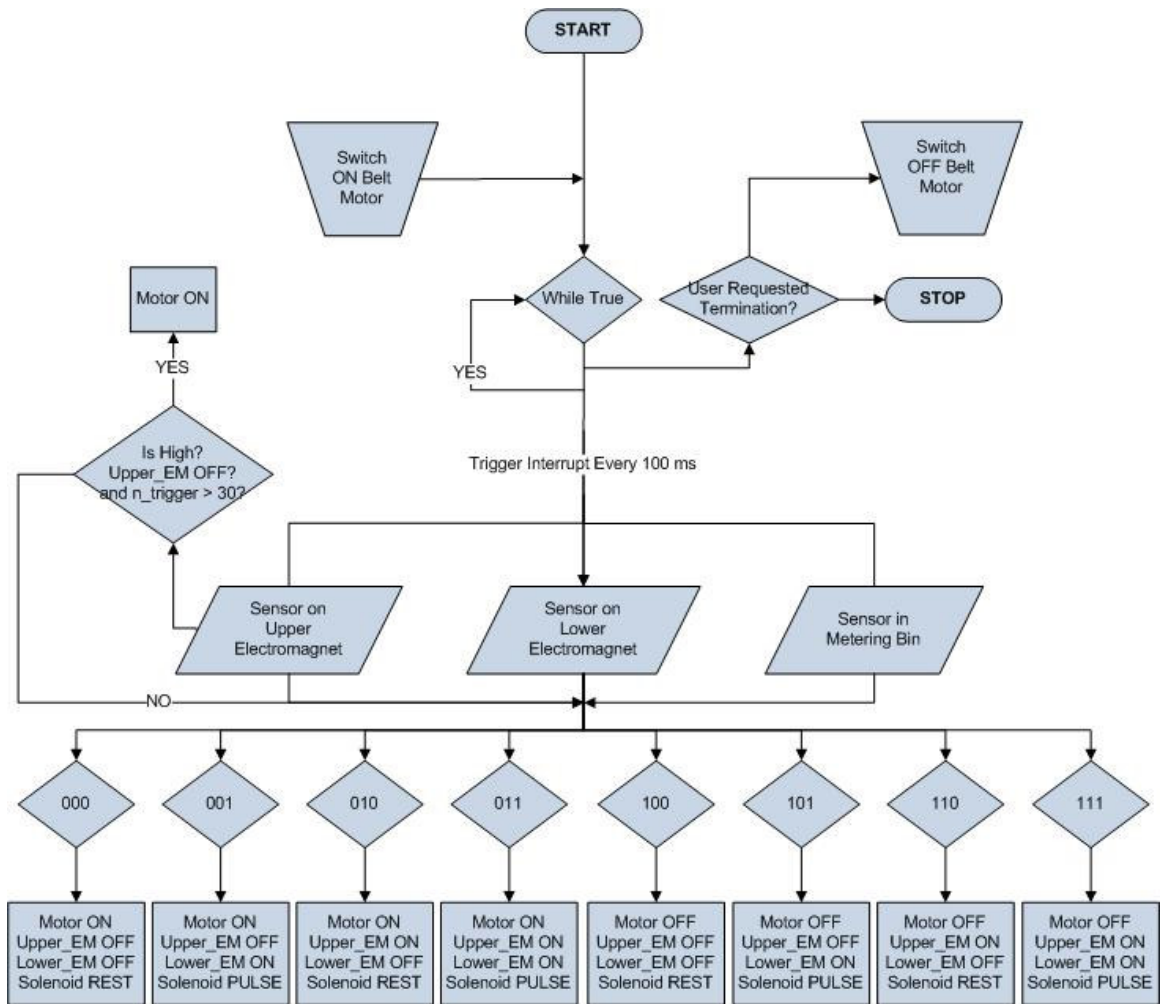 START
Switch
ON Belt
Motor
Switch
OFF Belt
Motor
Motor ON
While True
User Requested
Termination?
STOP
YES
YES
Is High?
Upper_EM OFF?
and n_trigger > 30?
Trigger Interrupt Every 100 ms
Sensor on
Upper
Electromagnet
Sensor on
Lower
Electromagnet
Sensor in
Metering Bin
NO
000
001
010
011
100
101
110
111
Motor ON
Upper_EM OFF
Lower_EM OFF
Solenoid REST
Motor ON
Upper_EM OFF
Lower_EM ON
Solenoid PULSE
Motor ON
Upper_EM ON
Lower_EM OFF
Solenoid REST
Motor ON
Upper_EM ON
Lower_EM ON
Solenoid PULSE
Motor OFF
Upper_EM OFF
Lower_EM OFF
Solenoid REST
Motor OFF
Upper_EM OFF
Lower_EM ON
Solenoid PULSE
Motor OFF
Upper_EM ON
Lower_EM OFF
Solenoid REST
Motor OFF
Upper_EM ON
Lower_EM ON
Solenoid PULSE